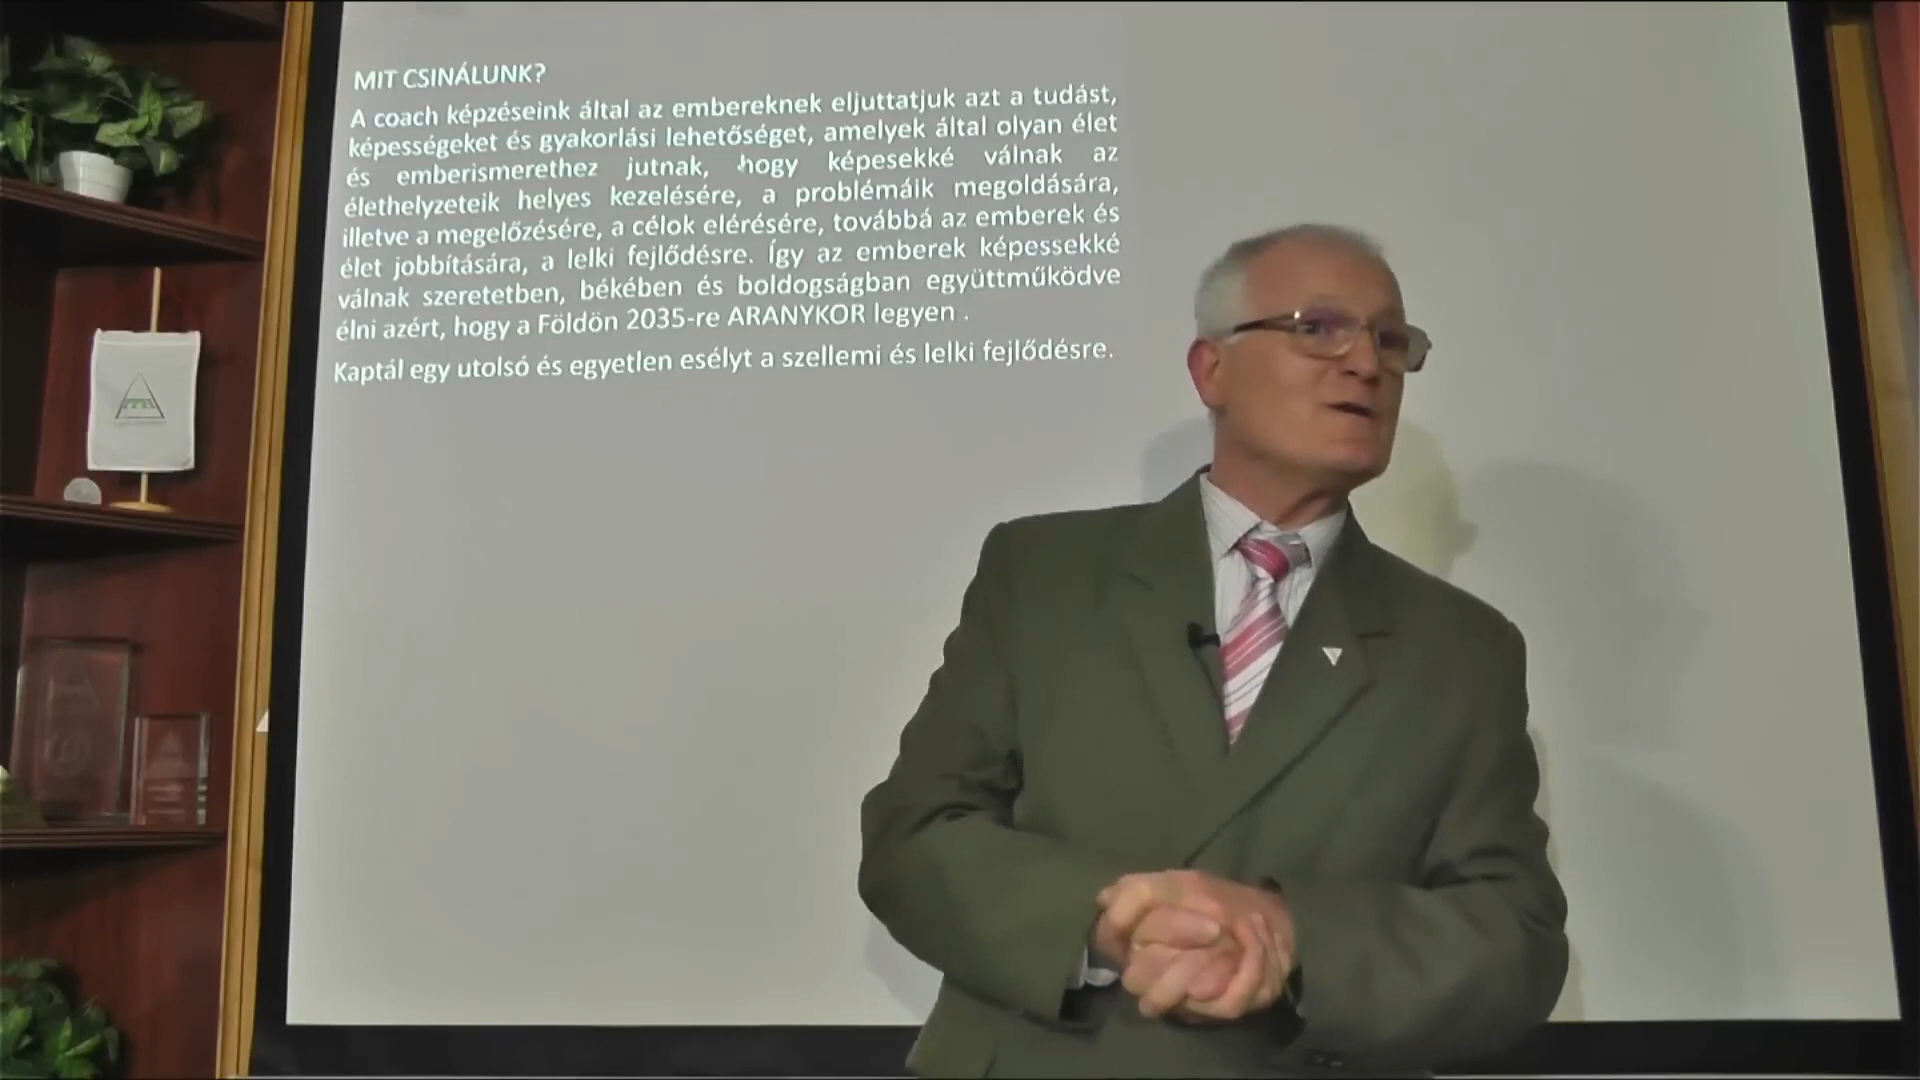 MIT CSINÁLUNK?
A coach képzéseink által az embereknek eljuttatjuk azt a tudást,
képességeket és gyakorlási lehetőséget, amelyek által olyan élet
és emberismerethez jutnak, hogy képesekké válnak az
élethelyzeteik helyes kezelésére, a problémáik megoldására,
illetve a megelőzésére, a célok elérésére, továbbá az emberek és
élet jobbítására, a lelki fejlődésre. Így az emberek képessekké
válnak szeretetben, békében és boldogságban együttműködve
élni azért, hogy a Földön 2035-re ARANYKOR legyen .
Kaptál egy utolsó és egyetlen esélyt a szellemi és lelki fejlődésre.